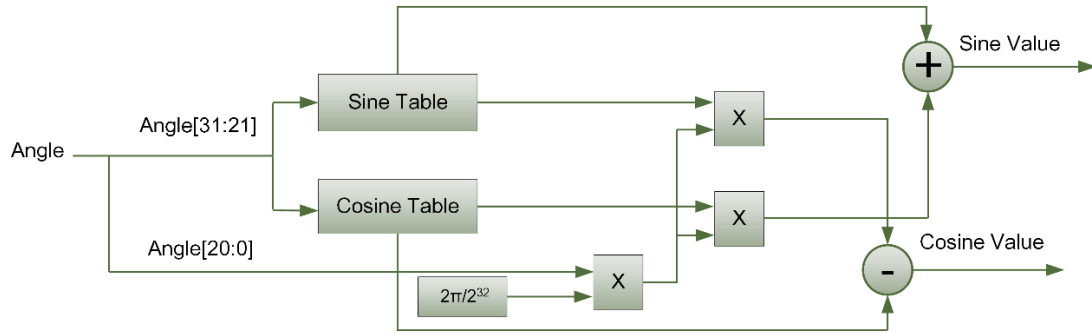 Sine Value
+
Sine Table
X
Angle[31:21]
Angle
Cosine Table
X
Angle[20:0]
Cosine Value
X
-
2π/2³²